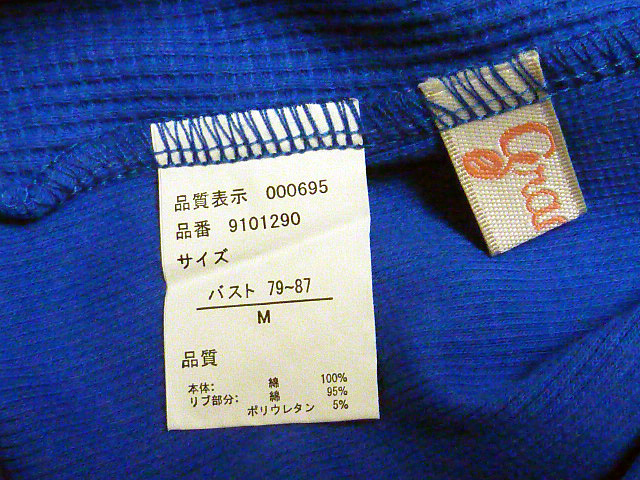 品質表示 000695
品番 9101290
サイズ
バスト 79~87
M
品質
本体: 綿 100%
リブ部分: 綿 95%
ポリウレタン 5%